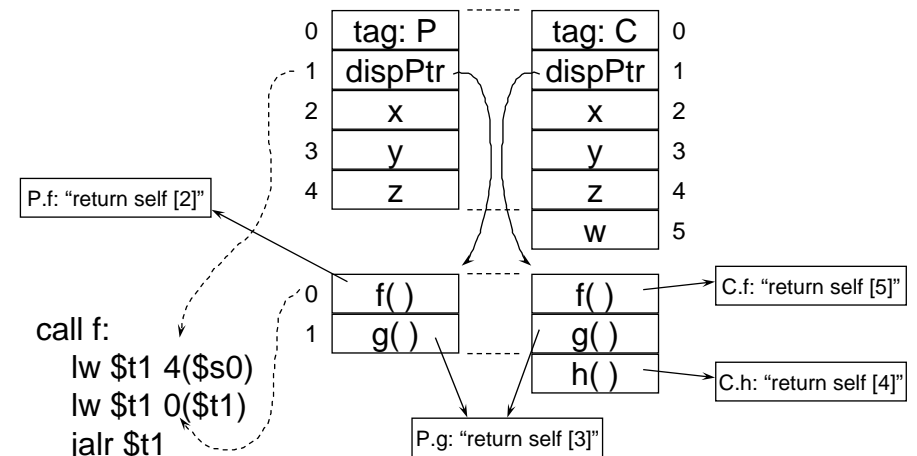 0 tag: P
1 dispPtr
2 x
3 y
4 z
tag: C 0
dispPtr 1
x 2
y 3
z 4
w 5
P.f: “return self [2]”
0 f( )
1 g( )
f( )
g( )
h( )
C.f: “return self [5]”
C.h: “return self [4]”
P.g: “return self [3]”
call f:
lw $t1 4($s0)
lw $t1 0($t1)
jalr $t1